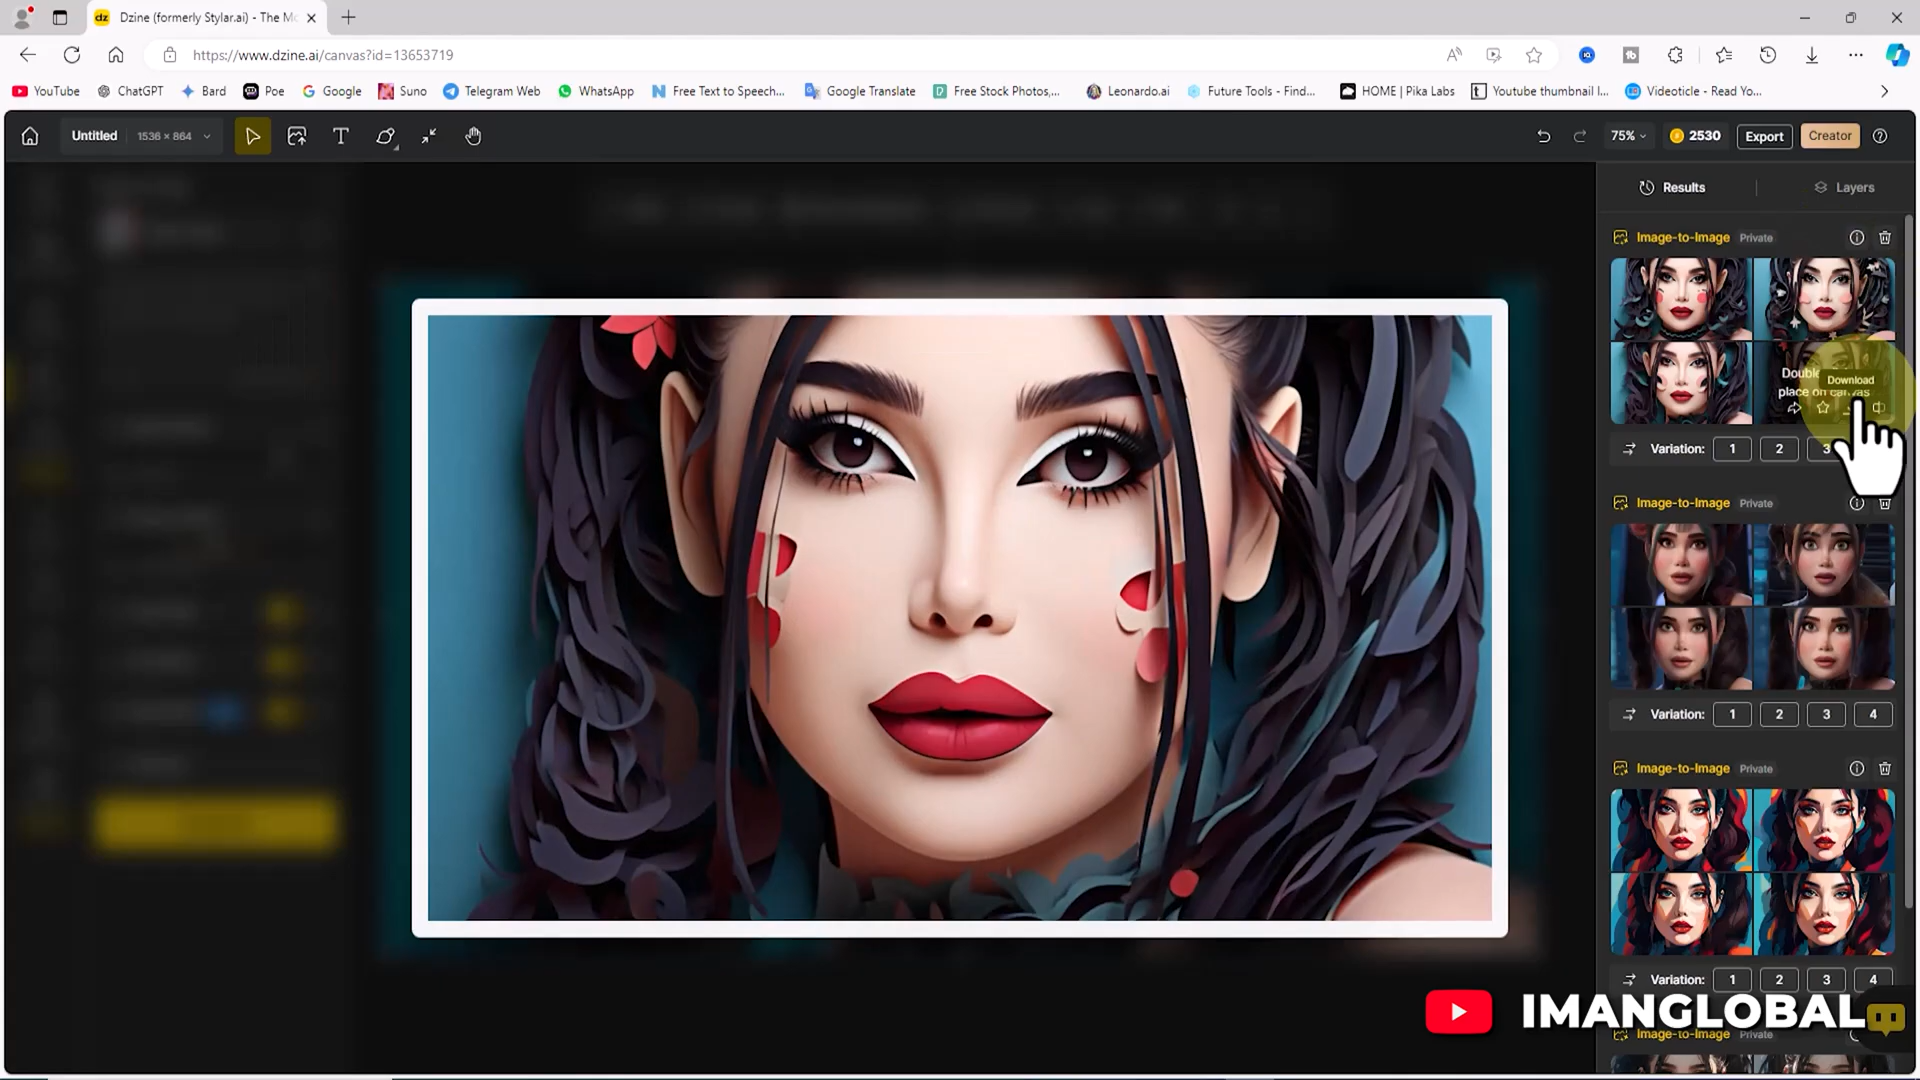 Dzine (formerly Stylar.ai) - The Mo
https://www.dzine.ai/canvas?id=13653719
YouTube
ChatGPT
Bard
Poe
Google
Suno
Telegram Web
WhatsApp
Free Text to Speech...
Google Translate
Free Stock Photos,...
Leonardo.ai
Future Tools - Find...
HOME | Pika Labs
Youtube thumbnail I...
Videoticle - Read Yo...
Untitled
1536 × 864
75%
2530
Export
Creator
Results
Layers
Image-to-Image Private
Download
place on canvas
Variation: 1 2 3
Image-to-Image Private
Variation: 1 2 3 4
Image-to-Image Private
Variation: 1 2 3 4
IMANGLOBAL
Image-to-Image Private